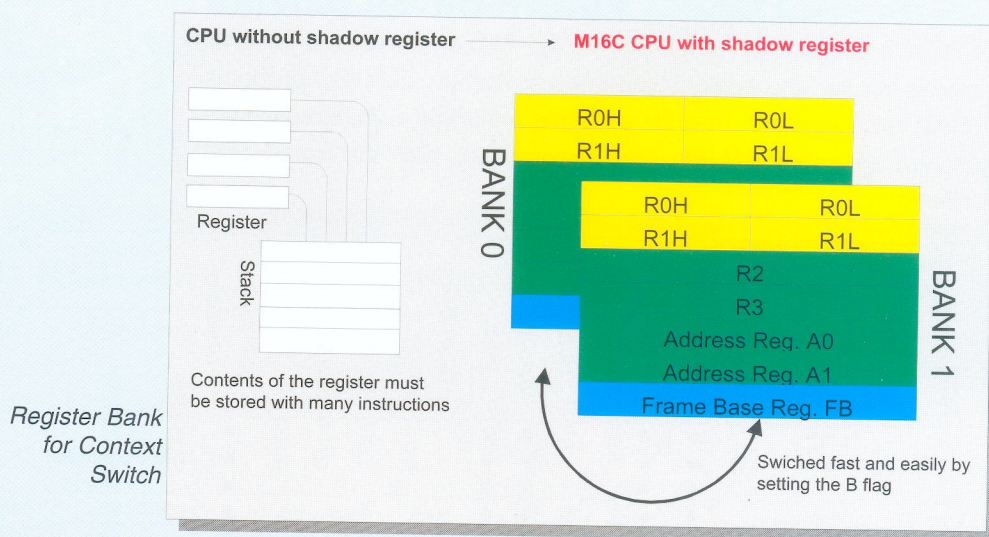 CPU without shadow register
M16C CPU with shadow register
Register
Stack
Contents of the register must
be stored with many instructions
BANK 0
R0H R0L
R1H R1L
R0H R0L
R1H R1L
R2
R3
Address Reg. A0
Address Reg. A1
Frame Base Reg. FB
BANK 1
Swiched fast and easily by
setting the B flag
Register Bank
for Context
Switch